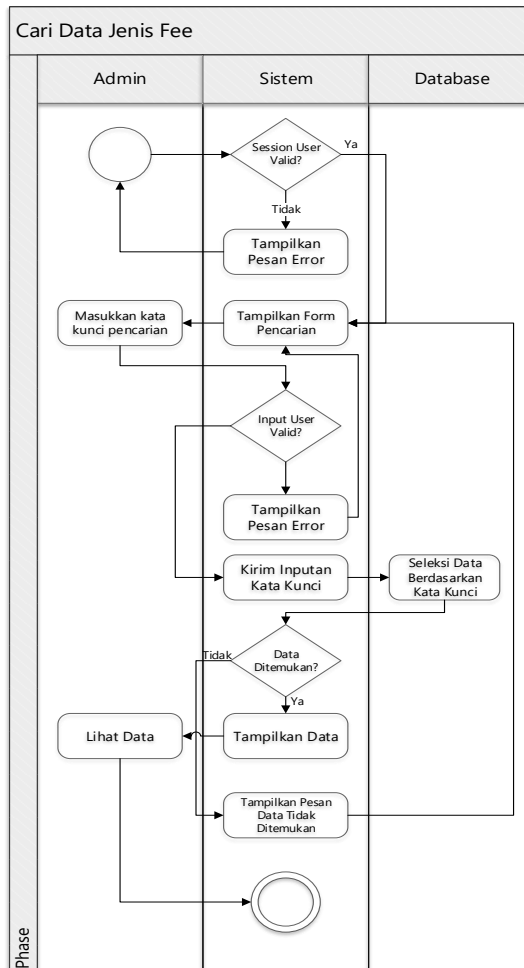 Cari Data Jenis Fee
Admin
Sistem
Database
Session User
Valid?
Ya
Tidak
Tampilkan
Pesan Error
Masukkan kata
kunci pencarian
Tampilkan Form
Pencarian
Input User
Valid?
Tampilkan
Pesan Error
Kirim Inputan
Kata Kunci
Seleksi Data
Berdasarkan
Kata Kunci
Data
Ditemukan?
Tidak
Ya
Lihat Data
Tampilkan Data
Tampilkan Pesan
Data Tidak
Ditemukan
Phase